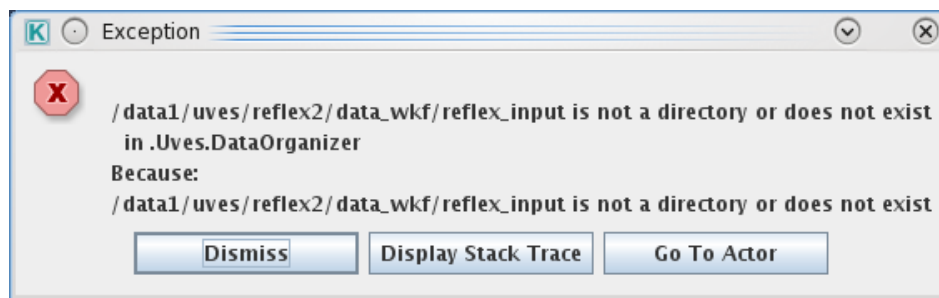 K Exception
X
/data1/uves/reflex2/data_wkf/reflex_input is not a directory or does not exist
in .Uves.DataOrganizer
Because:
/data1/uves/reflex2/data_wkf/reflex_input is not a directory or does not exist
Dismiss Display Stack Trace Go To Actor